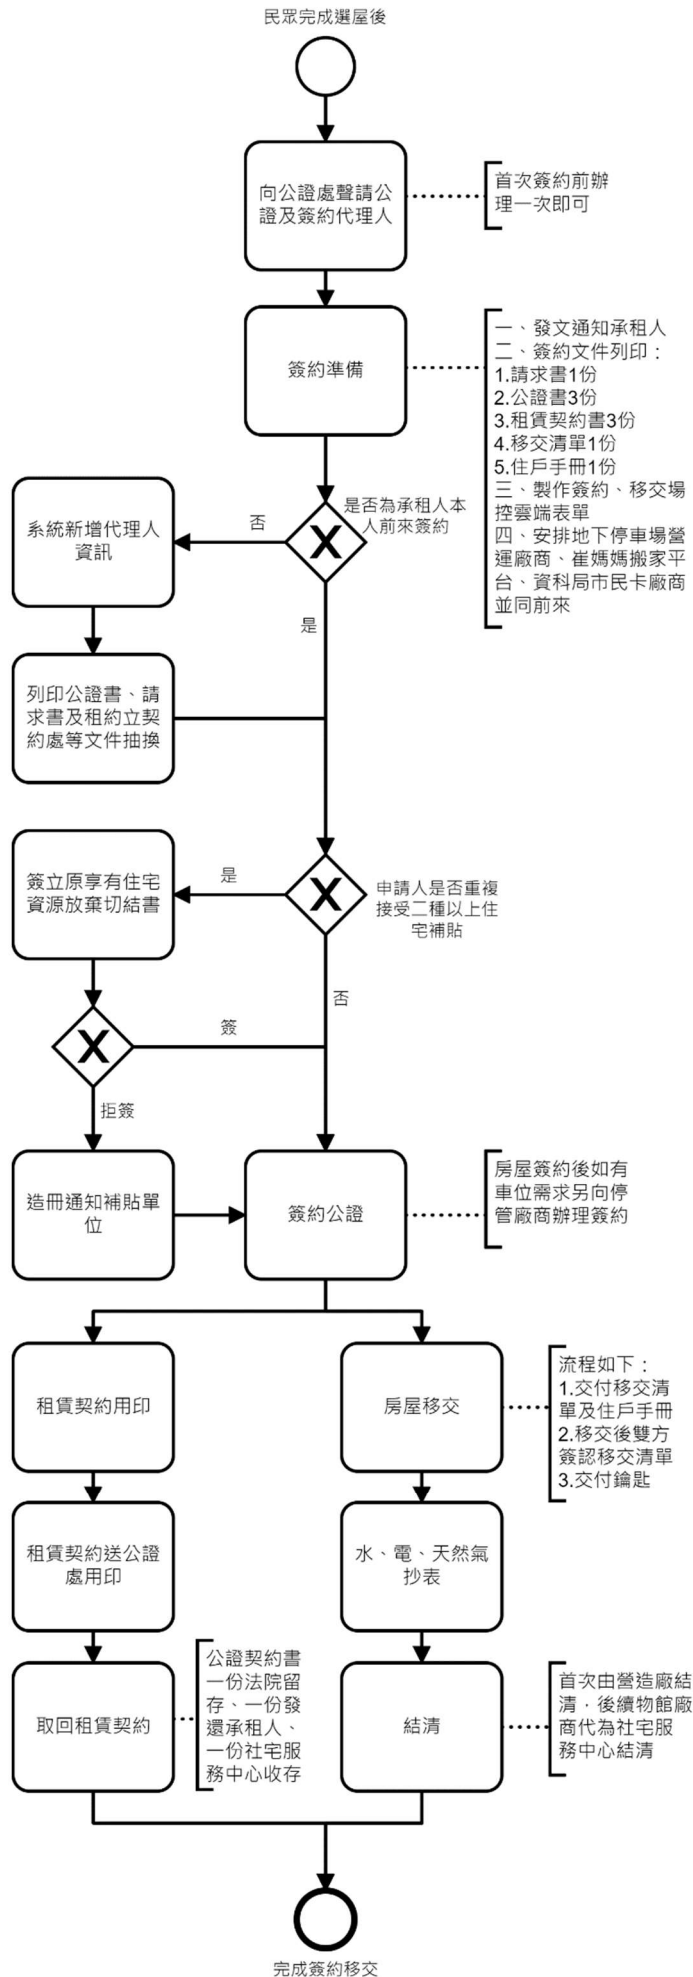 民眾完成選屋後
向公證處聲請公
證及簽約代理人
首次簽約前辦
理一次即可
簽約準備
一、發文通知承租人
二、簽約文件列印：
1.請求書1份
2.公證書3份
3.租賃契約書3份
4.移交清單1份
5.住戶手冊1份
三、製作簽約、移交場
控雲端表單
四、安排地下停車場營
運廠商、崔媽媽搬家平
台、資科局市民卡廠商
並同前來
是否為承租人本
人前來簽約
否
系統新增代理人
資訊
是
列印公證書、請
求書及租約立契
約處等文件抽換
申請人是否重複
接受二種以上住
宅補貼
是
簽立原享有住宅
資源放棄切結書
否
簽
拒簽
造冊通知補貼單
位
簽約公證
房屋簽約後如有
車位需求另向停
管廠商辦理簽約
租賃契約用印
房屋移交
流程如下：
1.交付移交清
單及住戶手冊
2.移交後雙方
簽認移交清單
3.交付鑰匙
租賃契約送公證
處用印
水、電、天然氣
抄表
取回租賃契約
公證契約書
一份法院留
存、一份發
還承租人、
一份社宅服
務中心收存
結清
首次由營造廠結
清．後續物館廠
商代為社宅服
務中心結清
完成簽約移交